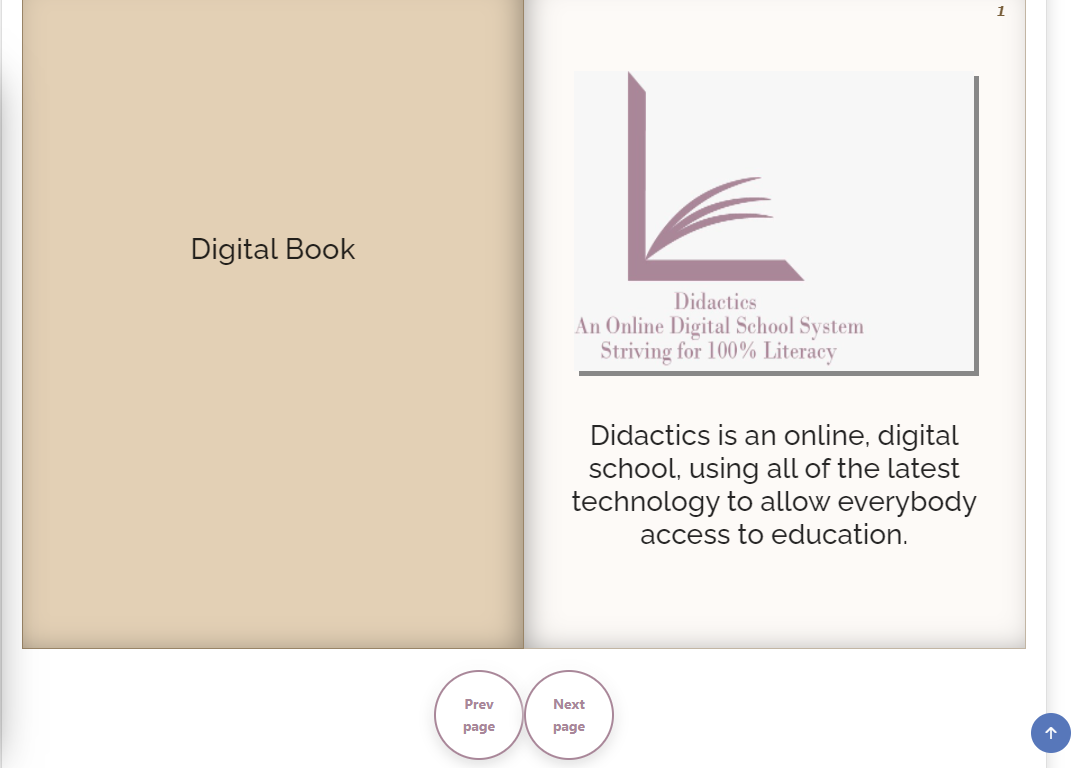 Digital Book
1
Didactics
An Online Digital School System
Striving for 100% Literacy
Didactics is an online, digital
school, using all of the latest
technology to allow everybody
access to education.
Prev
page
Next
page